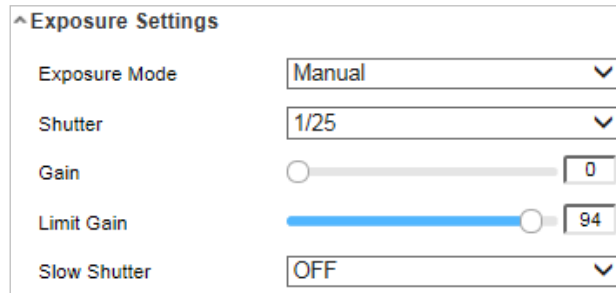 Exposure Settings
Exposure Mode Manual
Shutter 1/25
Gain 0
Limit Gain 94
Slow Shutter OFF